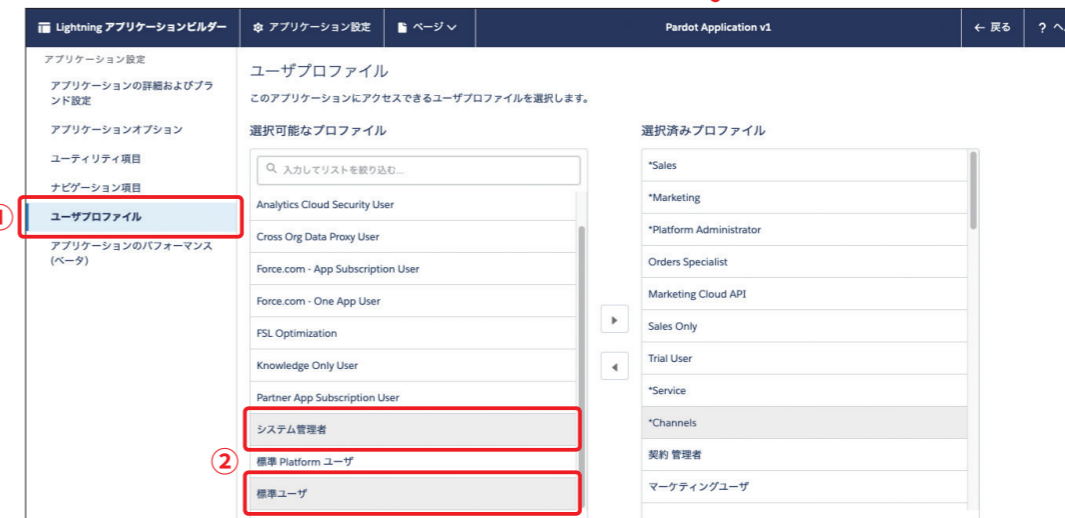 Lightning アプリケーションビルダー
アプリケーション設定
ページ
Pardot Application v1
← 戻る
?
アプリケーション設定
アプリケーションの詳細およびブラ
ンド設定
アプリケーションオプション
ユーティリティ項目
ナビゲーション項目
ユーザプロファイル
アプリケーションのパフォーマンス
(ベータ)
ユーザプロファイル
このアプリケーションにアクセスできるユーザプロファイルを選択します。
選択可能なプロファイル
入力してリストを絞り込む...
Analytics Cloud Security User
Cross Org Data Proxy User
Force.com - App Subscription User
Force.com - One App User
FSL Optimization
Knowledge Only User
Partner App Subscription User
システム管理者
②
標準 Platform ユーザ
標準ユーザ
選択済みプロファイル
*Sales
*Marketing
*Platform Administrator
Orders Specialist
Marketing Cloud API
Sales Only
Trial User
*Service
*Channels
契約 管理者
マーケティングユーザ